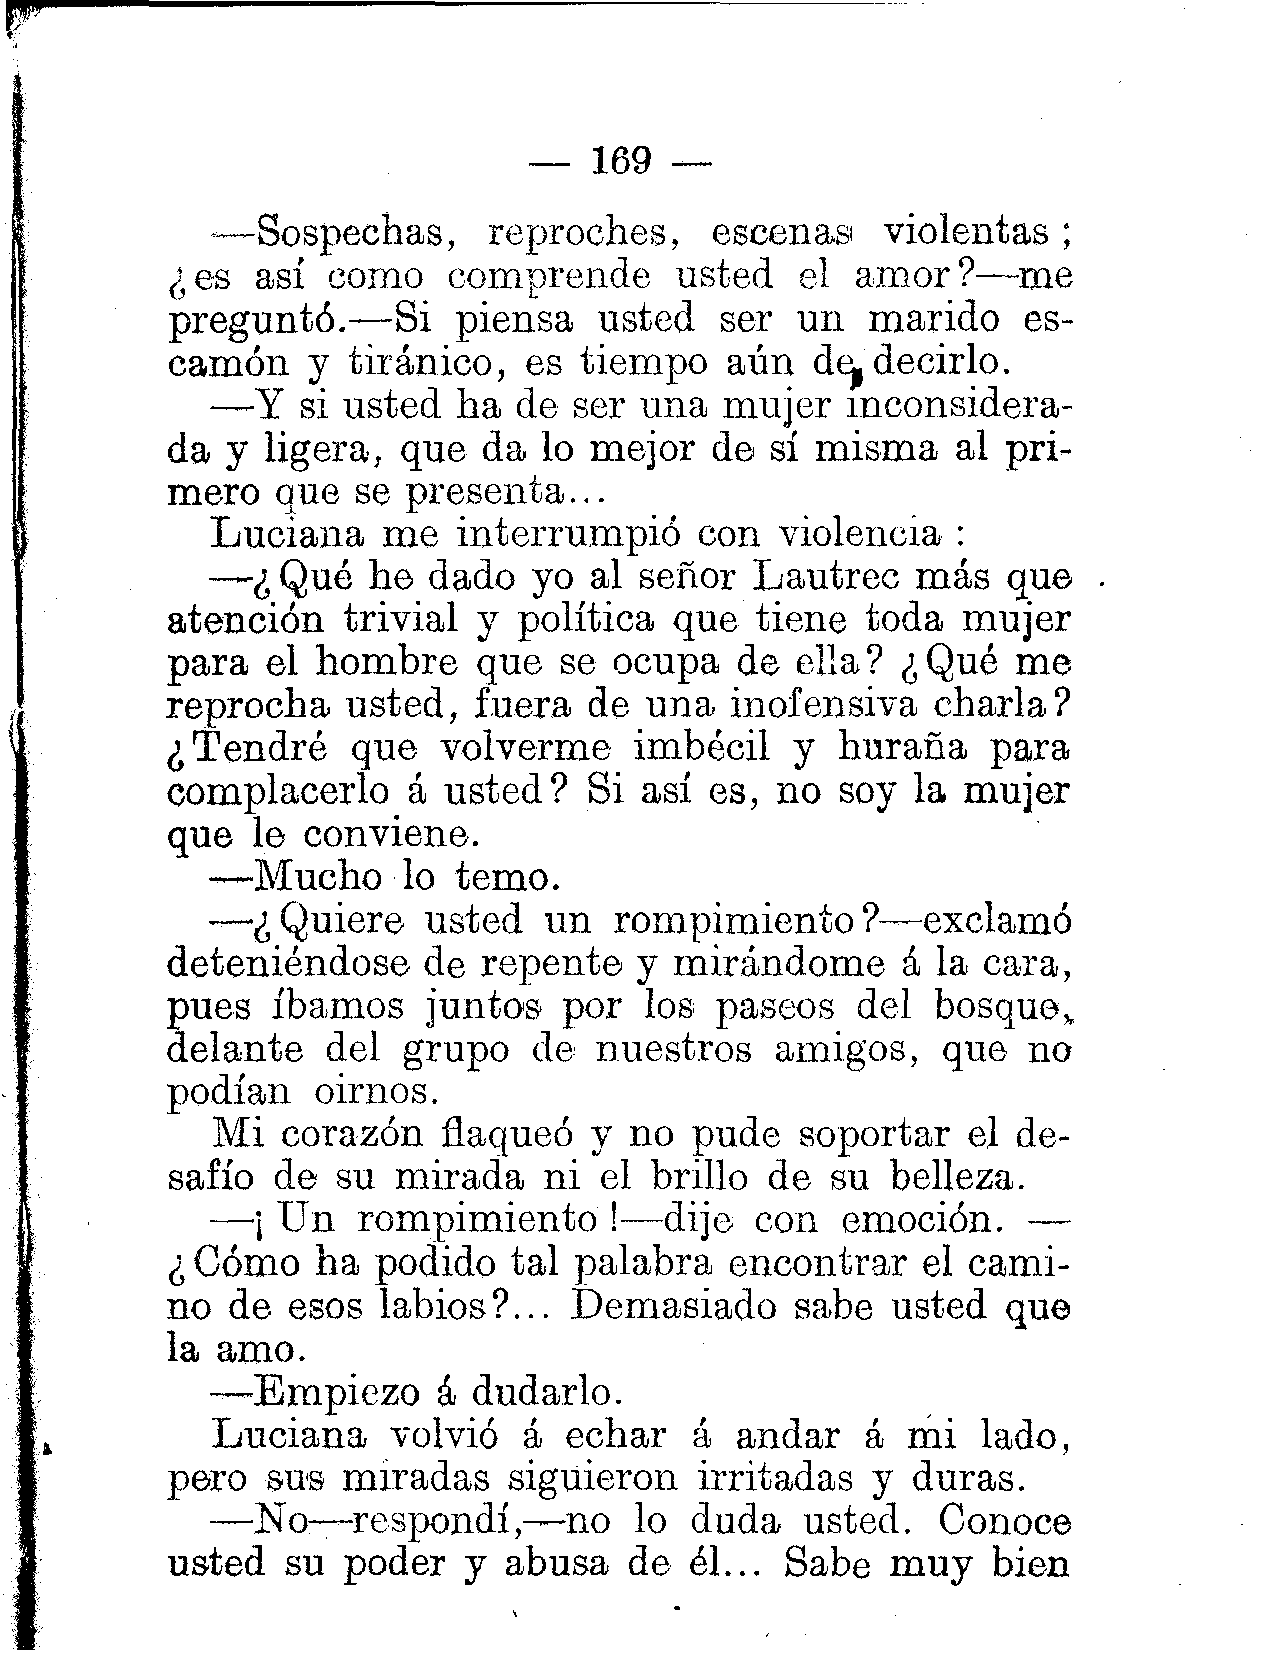 — 169 —
—Sospechas, reproches, escenas violentas ;
¿es así como comprende usted el amor?—me
preguntó.—Si piensa usted ser un marido es-
camón y tiránico, es tiempo aún de decirlo.
—Y si usted ha de ser una mujer inconsidera-
da y ligera, que da lo mejor de sí misma al pri-
mero que se presenta...
Luciana me interrumpió con violencia :
—¿Qué he dado yo al señor Lautrec más que
atención trivial y política que tiene toda mujer
para el hombre que se ocupa de ella? ¿Qué me
reprocha usted, fuera de una inofensiva charla?
¿Tendré que volverme imbécil y huraña para
complacerlo á usted? Si así es, no soy la mujer
que le conviene.
—Mucho lo temo.
—¿Quiere usted un rompimiento?—exclamó
deteniéndose de repente y mirándome á la cara,
pues íbamos juntos por los paseos del bosque,
delante del grupo de nuestros amigos, que no
podían oirnos.
Mi corazón flaqueó y no pude soportar el de-
safío de su mirada ni el brillo de su belleza.
—¡Un rompimiento!—dije con emoción. —
¿Cómo ha podido tal palabra encontrar el cami-
no de esos labios?... Demasiado sabe usted que
la amo.
—Empiezo á dudarlo.
Luciana volvió á echar á andar á mi lado,
pero sus miradas siguieron irritadas y duras.
—No—respondí,—no lo duda usted. Conoce
usted su poder y abusa de él... Sabe muy bien